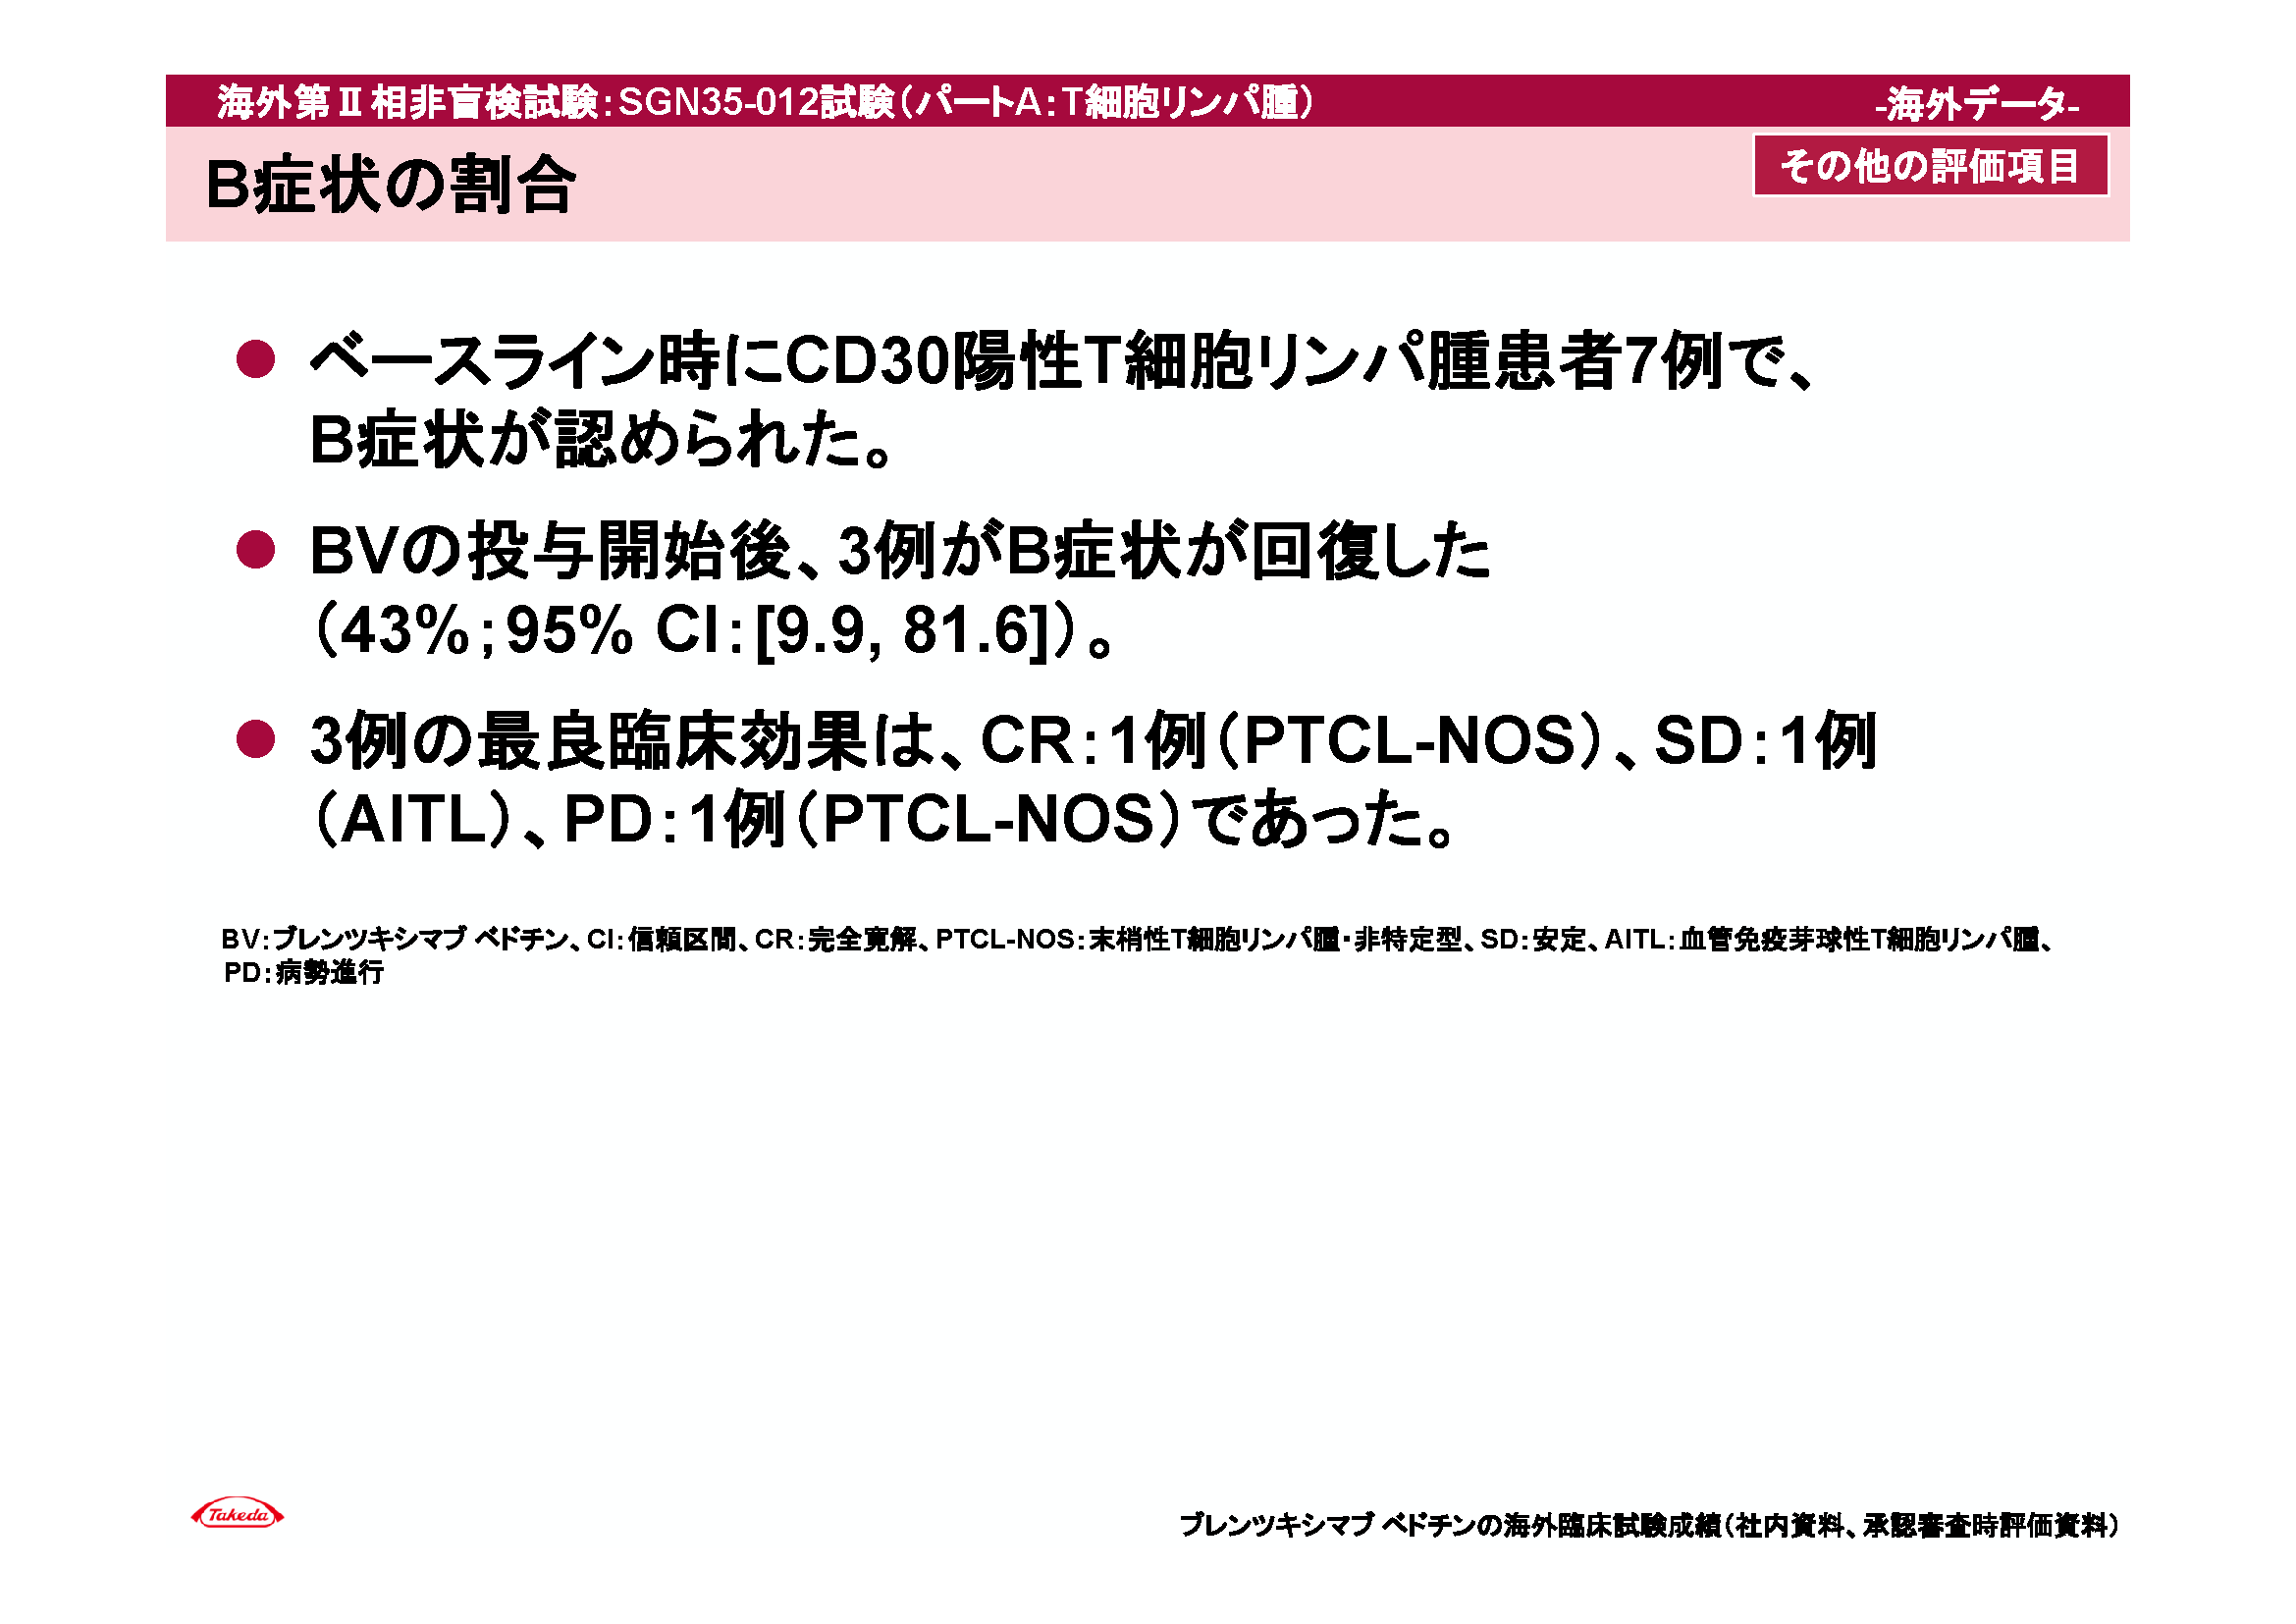 海外第Ⅱ相非盲検試験：SGN35-012試験（パートA：T細胞リンパ腫）
-海外データ-
その他の評価項目
B症状の割合
● ベースライン時にCD30陽性T細胞リンパ腫患者7例で、
B症状が認められた。
● BVの投与開始後、3例がB症状が回復した
（43%；95% CI：[9.9, 81.6]）。
● 3例の最良臨床効果は、CR：1例（PTCL-NOS）、SD：1例
（AITL）、PD：1例（PTCL-NOS）であった。
BV：ブレンツキシマブ ベドチン、CI：信頼区間、CR：完全寛解、PTCL-NOS：末梢性T細胞リンパ腫・非特定型、SD：安定、AITL：血管免疫芽球性T細胞リンパ腫、
PD：病勢進行
Takeda
ブレンツキシマブ ベドチンの海外臨床試験成績（社内資料、承認審査時評価資料）